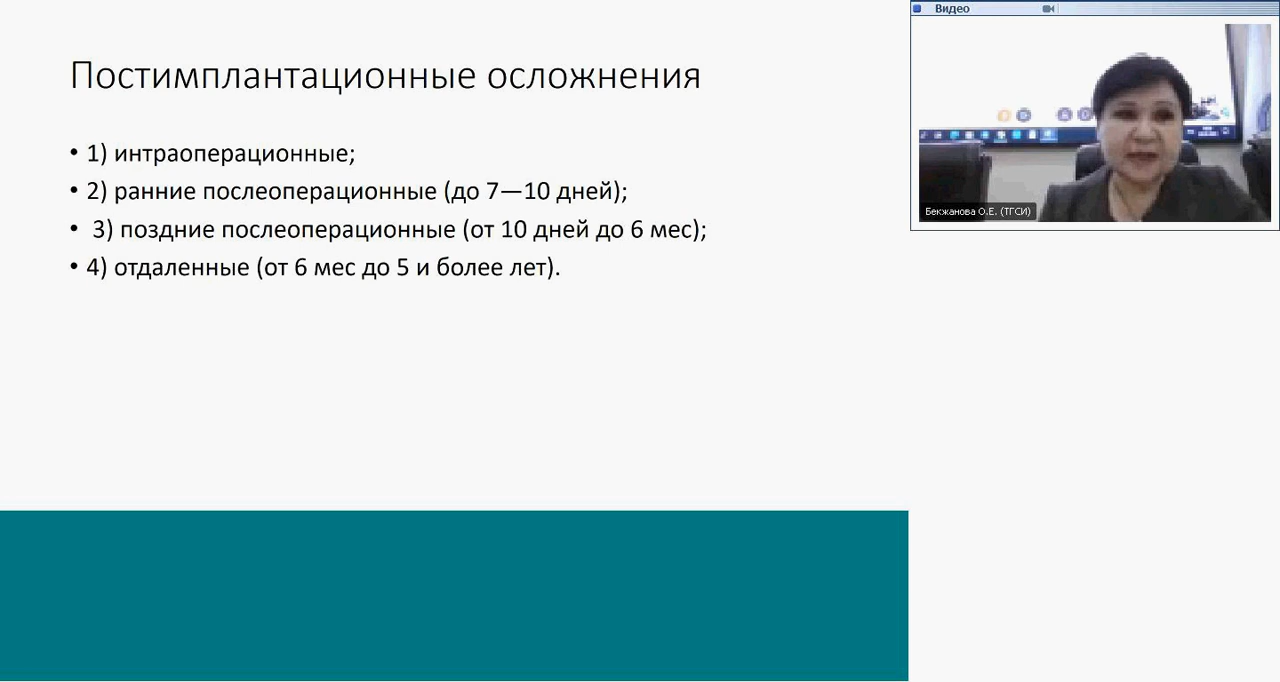 Постимплантационные осложнения
• 1) интраоперационные;
• 2) ранние послеоперационные (до 7—10 дней);
• 3) поздние послеоперационные (от 10 дней до 6 мес);
• 4) отдаленные (от 6 мес до 5 и более лет).
Видео
Бекжанова О.Е. (ТГСИ)